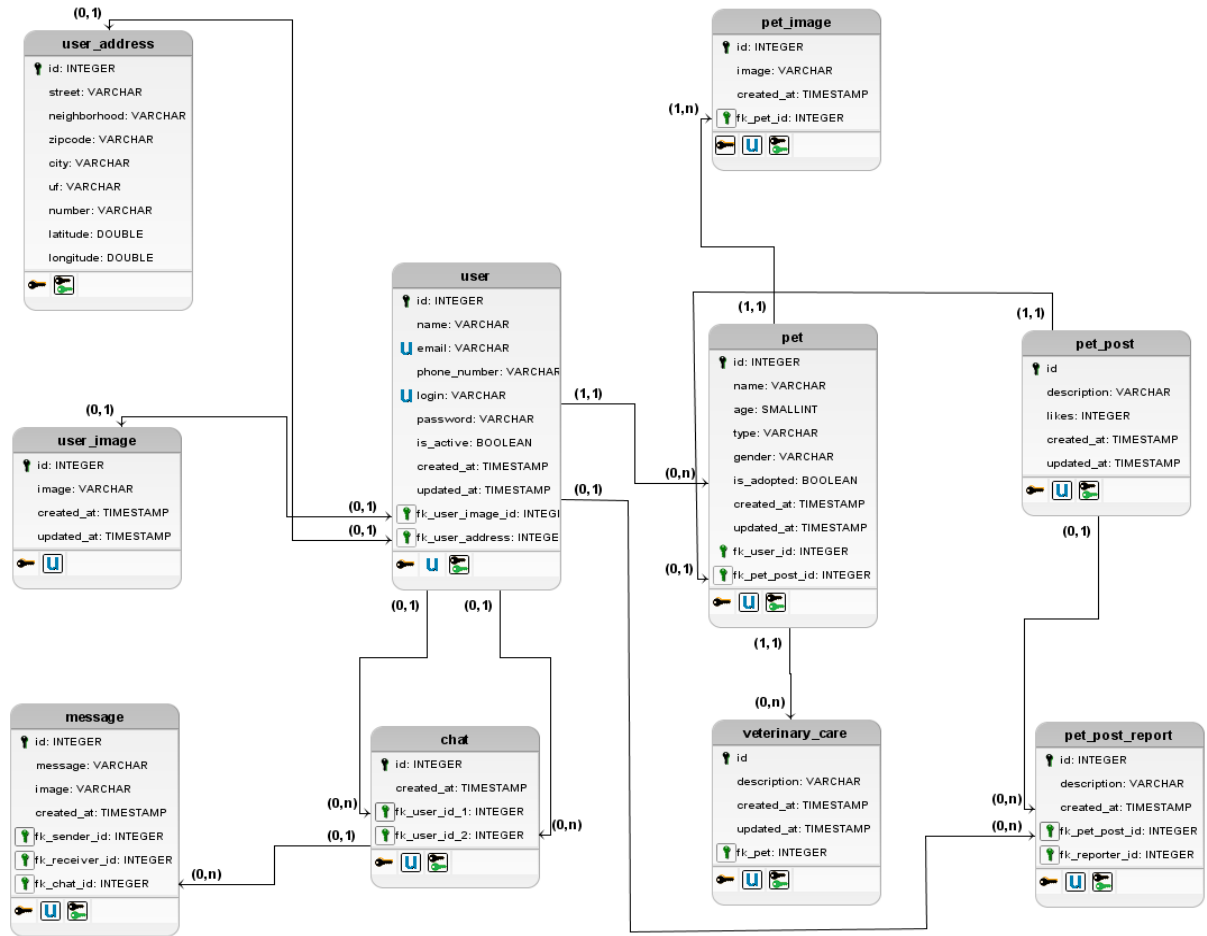 (0,1)
user_address
id: INTEGER
street: VARCHAR
neighborhood: VARCHAR
zipcode: VARCHAR
city: VARCHAR
uf: VARCHAR
number: VARCHAR
latitude: DOUBLE
longitude: DOUBLE
pet_image
id: INTEGER
image: VARCHAR
created_at: TIMESTAMP
fk_pet_id: INTEGER
U
(1,n)
user
id: INTEGER
name: VARCHAR
U email: VARCHAR
phone_number: VARCHAR
U login: VARCHAR
password: VARCHAR
is_active: BOOLEAN
created_at: TIMESTAMP
updated_at: TIMESTAMP
fk_user_image_id: INTEGI
fk_user_address: INTEGE
U
(1,1)
(0,1)
(0,1)
(0,1)
(0,1)
(0,1)
(1,1)
pet
id: INTEGER
name: VARCHAR
age: SMALLINT
type: VARCHAR
gender: VARCHAR
is_adopted: BOOLEAN
created_at: TIMESTAMP
updated_at: TIMESTAMP
fk_user_id: INTEGER
fk_pet_post_id: INTEGER
U
(0,n)
(0,1)
(1,1)
(1,1)
pet_post
id
description: VARCHAR
likes: INTEGER
created_at: TIMESTAMP
updated_at: TIMESTAMP
U
(0,1)
(0,1)
user_image
id: INTEGER
image: VARCHAR
created_at: TIMESTAMP
updated_at: TIMESTAMP
U
message
id: INTEGER
message: VARCHAR
image: VARCHAR
created_at: TIMESTAMP
fk_sender_id: INTEGER
fk_receiver_id: INTEGER
fk_chat_id: INTEGER
U
(0,n)
chat
id: INTEGER
created_at: TIMESTAMP
fk_user_id_1: INTEGER
fk_user_id_2: INTEGER
U
(0,n)
(0,1)
(0,n)
(0,n)
veterinary_care
id
description: VARCHAR
created_at: TIMESTAMP
updated_at: TIMESTAMP
fk_pet: INTEGER
U
pet_post_report
id: INTEGER
description: VARCHAR
created_at: TIMESTAMP
fk_pet_post_id: INTEGER
fk_reporter_id: INTEGER
U
(0,n)
(0,n)